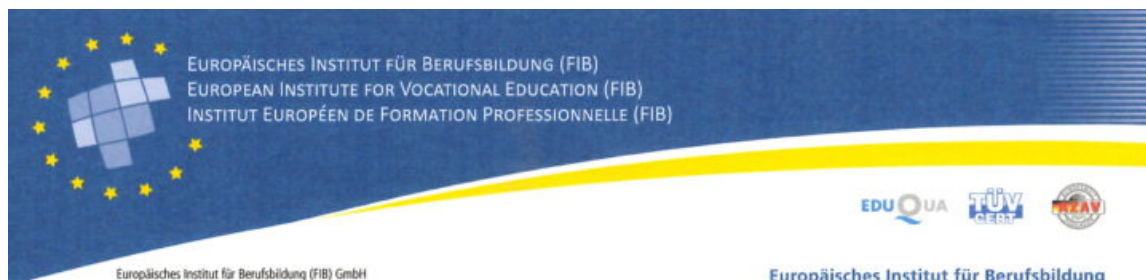 EUROPÄISCHES INSTITUT FÜR BERUFSBILDUNG (FIB)
EUROPEAN INSTITUTE FOR VOCATIONAL EDUCATION (FIB)
INSTITUT EUROPÉEN DE FORMATION PROFESSIONNELLE (FIB)
EDUQUA TÜV CERT AZAV
Europäisches Institut für Berufsbildung (FIB) GmbH
Europäisches Institut für Berufsbildung